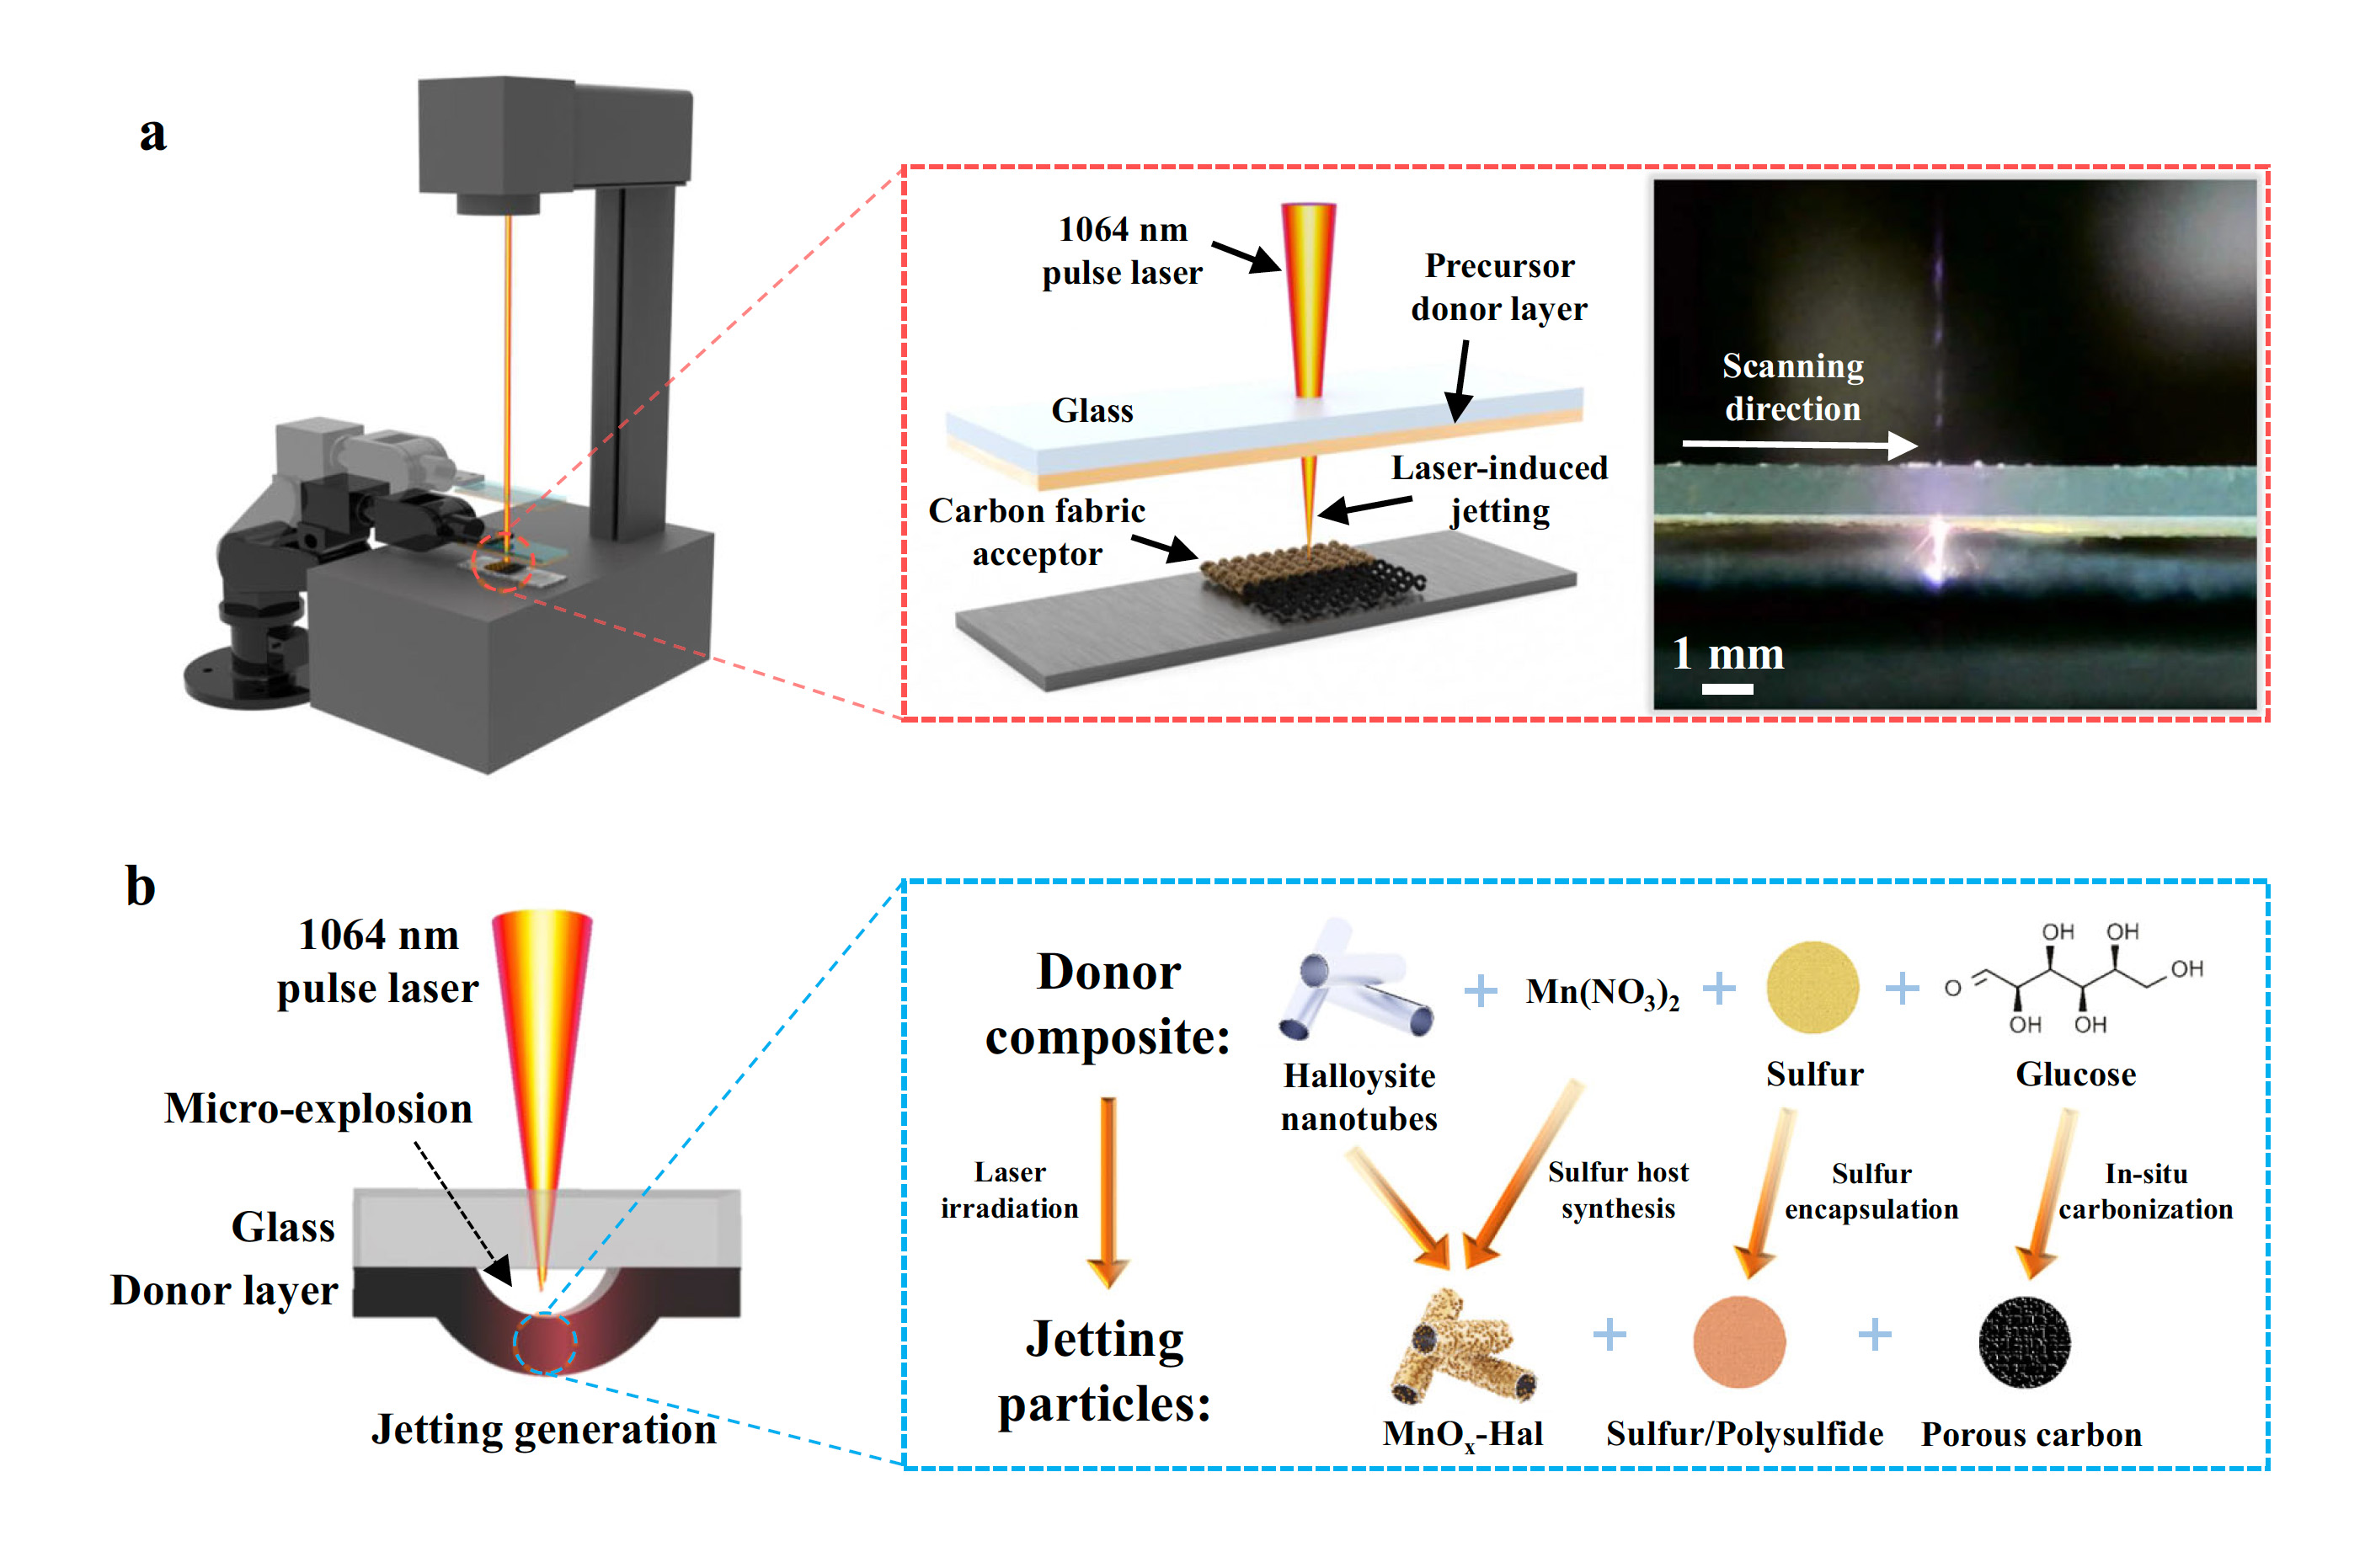 a
1064 nm
pulse laser
Precursor
donor layer
Glass
Laser-induced
jetting
Carbon fabric
acceptor
Scanning
direction
1 mm
b
1064 nm
pulse laser
Micro-explosion
Glass
Donor layer
Jetting generation
Donor
composite:
Halloysite
nanotubes
+
Mn(NO₃)₂
+
Sulfur
+
O
OH
OH
OH
OH
OH
Glucose
Laser
irradiation
Sulfur host
synthesis
Sulfur
encapsulation
In-situ
carbonization
Jetting
particles:
MnOₓ-Hal
+
Sulfur/Polysulfide
+
Porous carbon